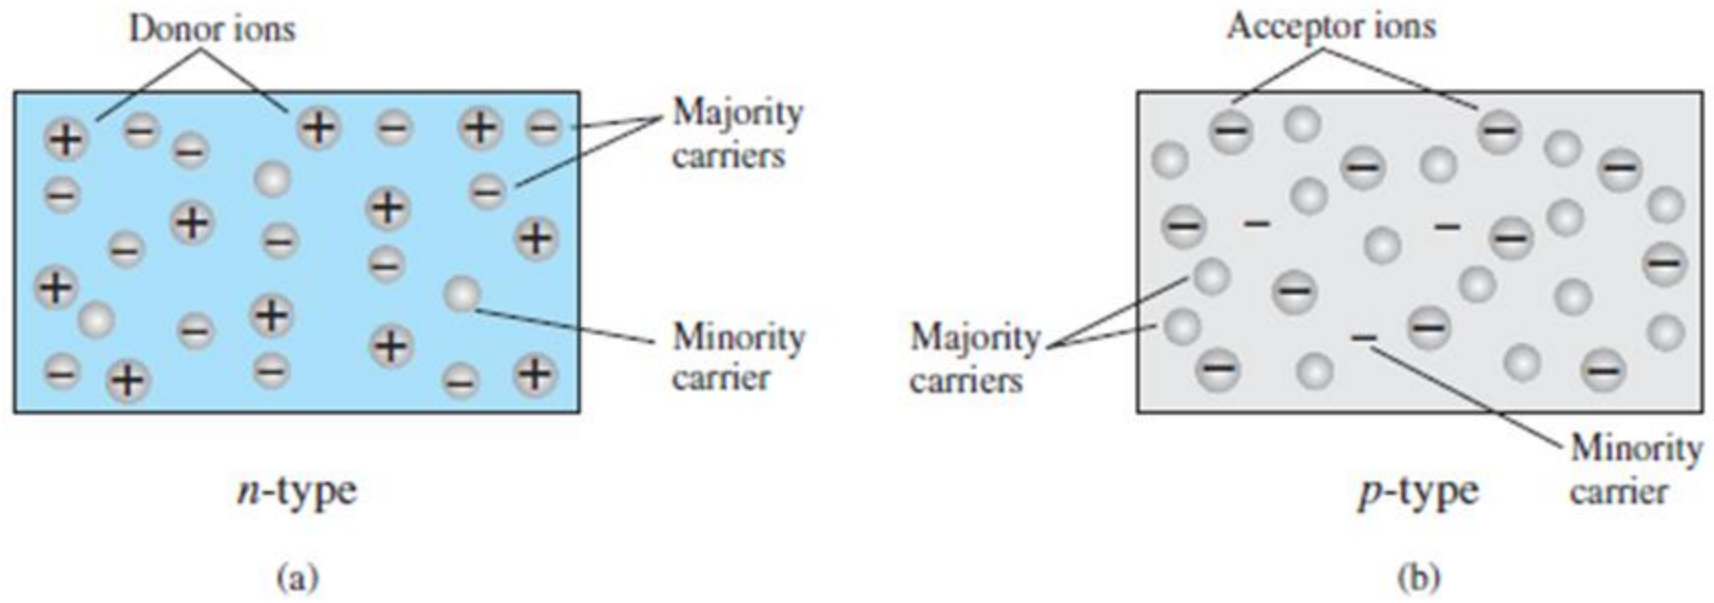 Donor ions
Majority
carriers
Minority
carrier
n-type
(a)
Acceptor ions
Majority
carriers
Minority
carrier
p-type
(b)